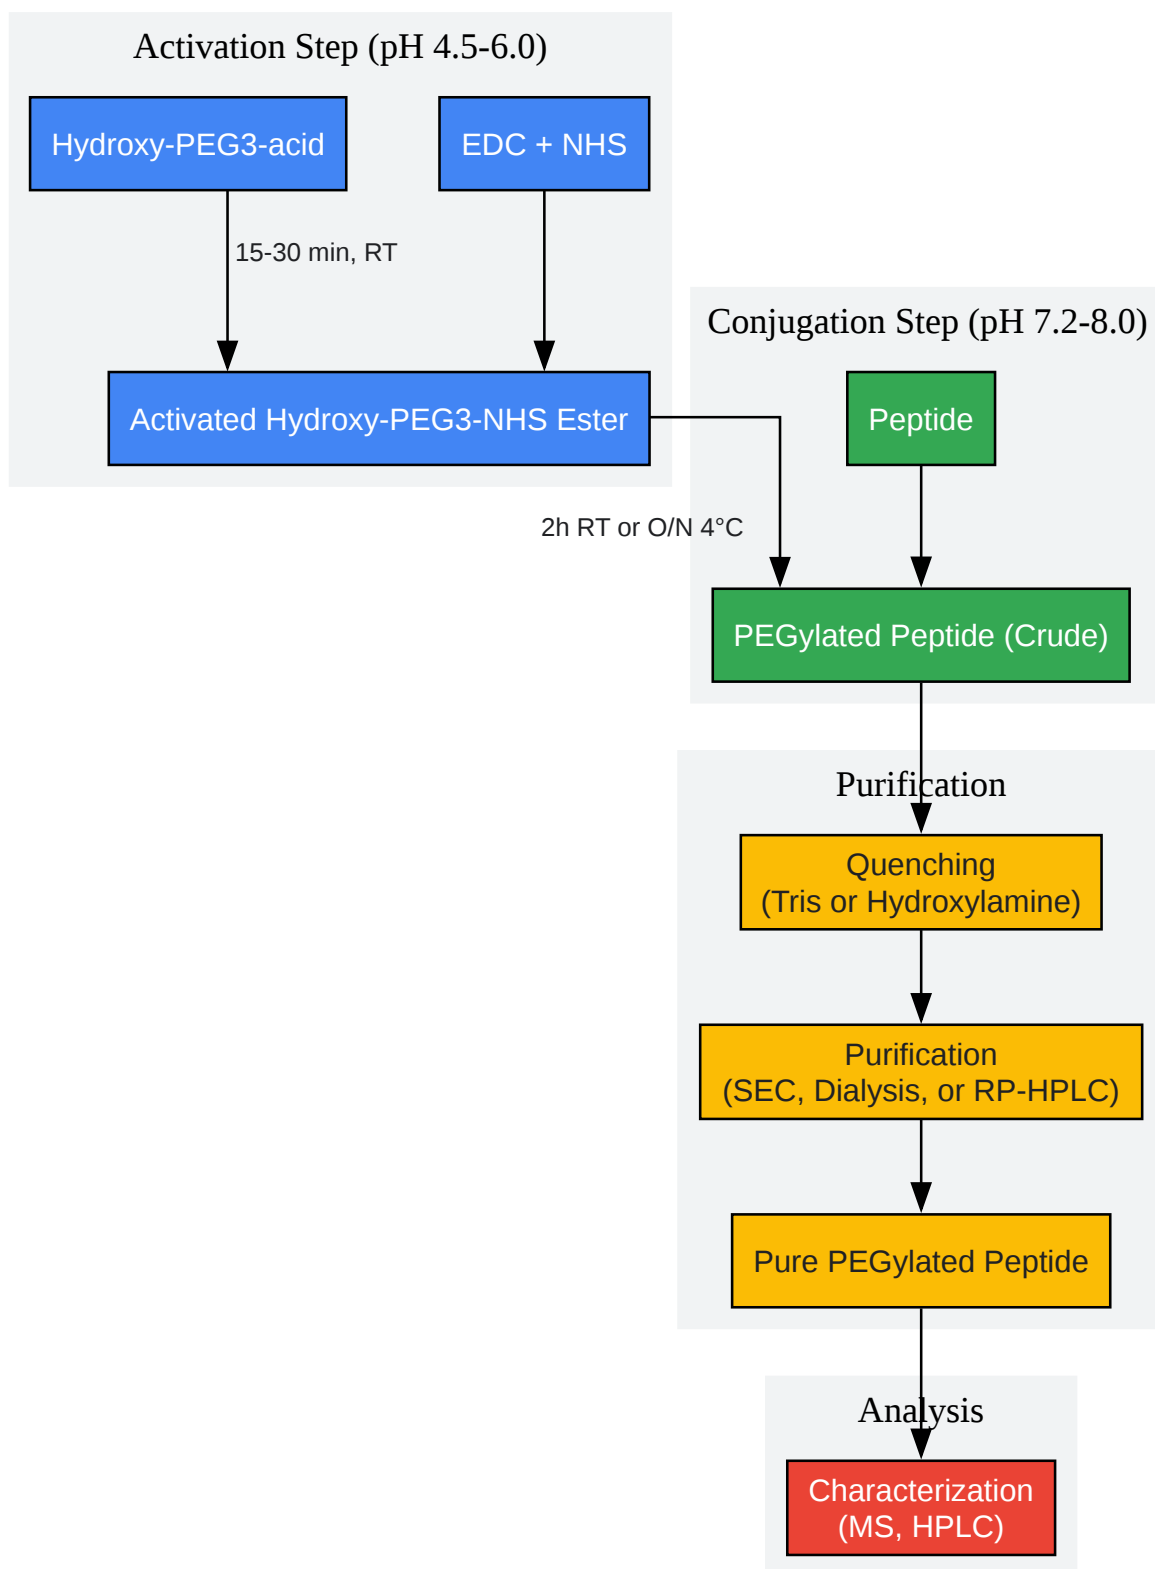 Activation Step (pH 4.5-6.0)
Hydroxy-PEG3-acid
EDC + NHS
15-30 min, RT
Activated Hydroxy-PEG3-NHS Ester
Conjugation Step (pH 7.2-8.0)
Peptide
2h RT or O/N 4°C
PEGylated Peptide (Crude)
Purification
Quenching
(Tris or Hydroxylamine)
Purification
(SEC, Dialysis, or RP-HPLC)
Pure PEGylated Peptide
Analysis
Characterization
(MS, HPLC)